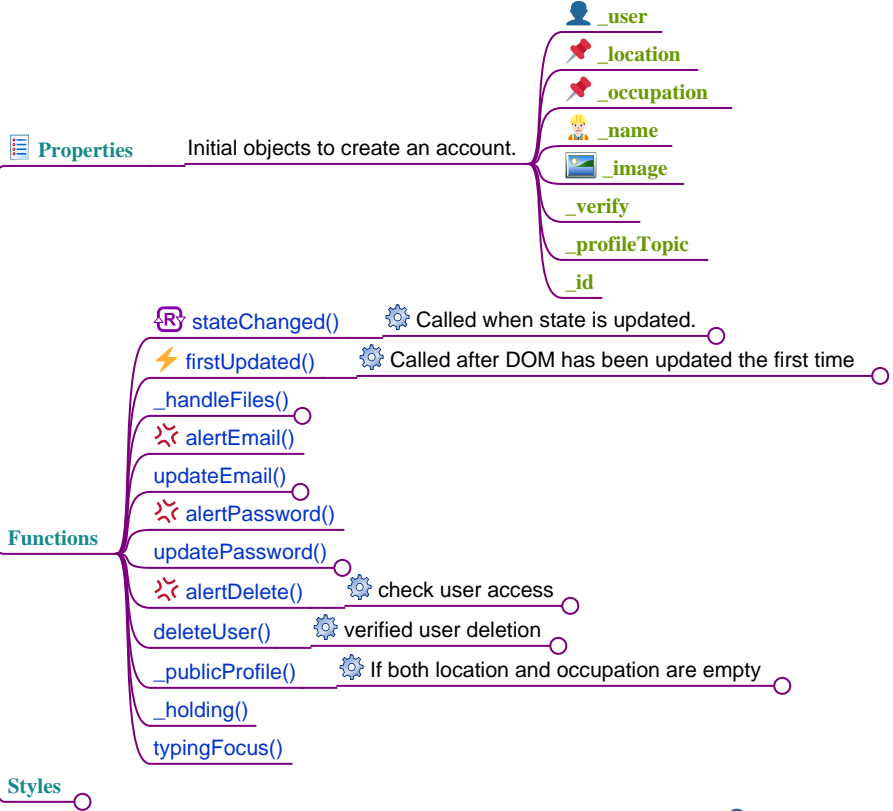 _user
_location
_occupation
_name
Properties
Initial objects to create an account.
_image
_verify
_profileTopic
_id
R stateChanged()
Called when state is updated.
firstUpdated()
Called after DOM has been updated the first time
_handleFiles()
alertEmail()
updateEmail()
alertPassword()
Functions
updatePassword()
alertDelete()
check user access
deleteUser()
verified user deletion
_publicProfile()
If both location and occupation are empty
_holding()
typingFocus()
Styles